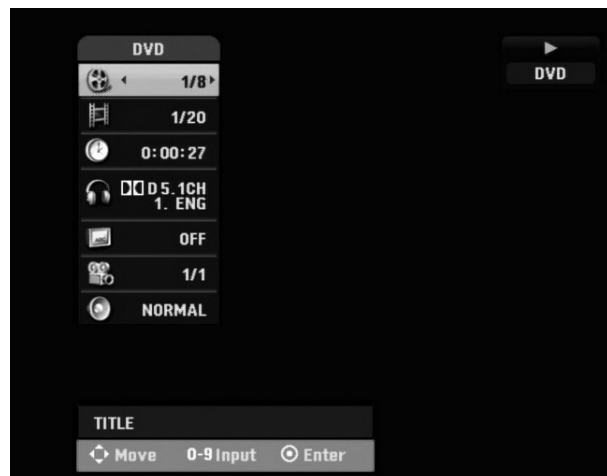 DVD
1/8
1/20
0:00:27
D 5.1CH
1. ENG
OFF
1/1
NORMAL
DVD
TITLE
Move 0-9 Input Enter